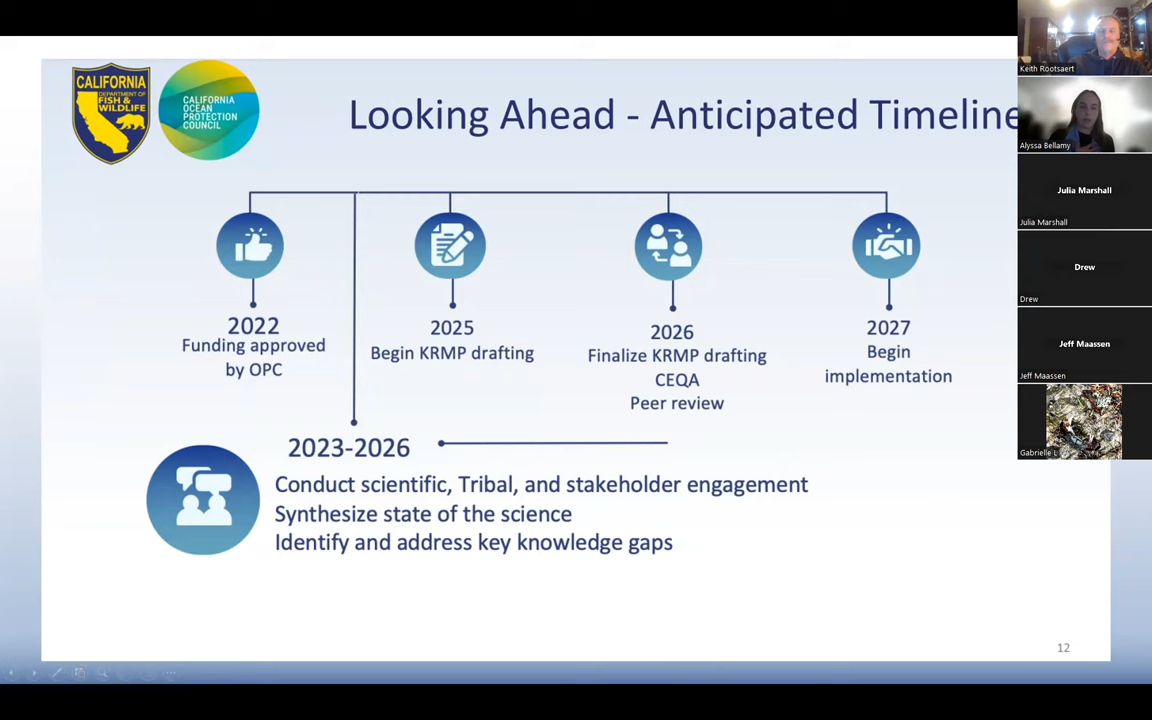 CALIFORNIA
DEPARTMENT OF
FISH &
WILDLIFE
CALIFORNIA
OCEAN
PROTECTION
COUNCIL
Looking Ahead - Anticipated Timeline
2022
Funding approved
by OPC
2025
Begin KRMP drafting
2026
Finalize KRMP drafting
CEQA
Peer review
2027
Begin
implementation
2023-2026
Conduct scientific, Tribal, and stakeholder engagement
Synthesize state of the science
Identify and address key knowledge gaps
12
Keith Rootsaert
Alyssa Bellamy
Julia Marshall
Julia Marshall
Drew
Drew
Jeff Maassen
Jeff Maassen
Gabrielle L